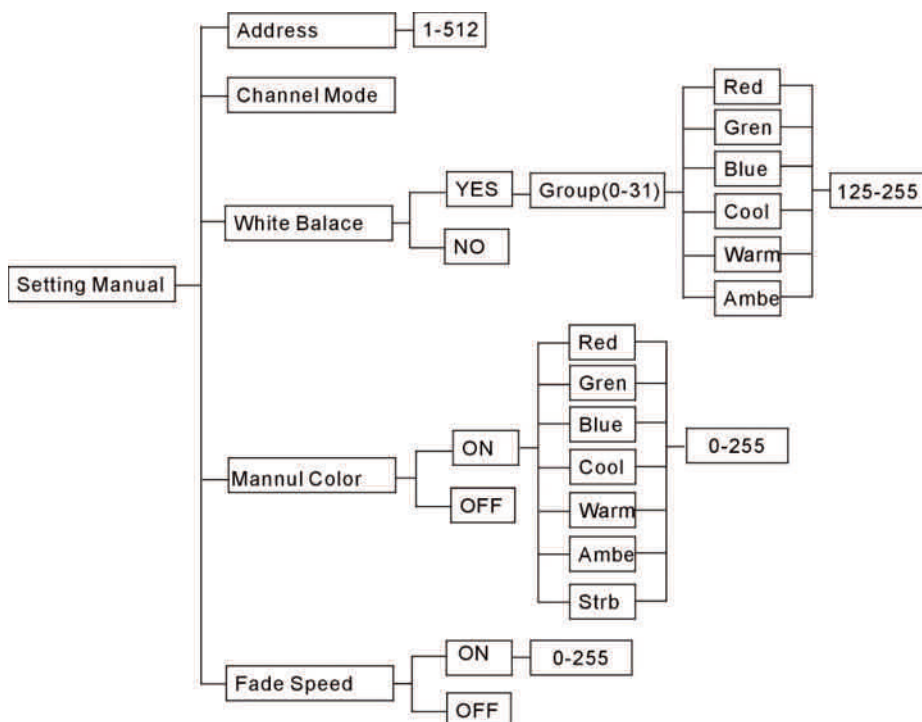 Setting Manual
Address
1-512
Channel Mode
White Balace
YES
Group(0-31)
Red
Gren
Blue
Cool
Warm
Ambe
125-255
NO
Mannul Color
ON
Red
Gren
Blue
Cool
Warm
Ambe
Strb
0-255
OFF
Fade Speed
ON
0-255
OFF